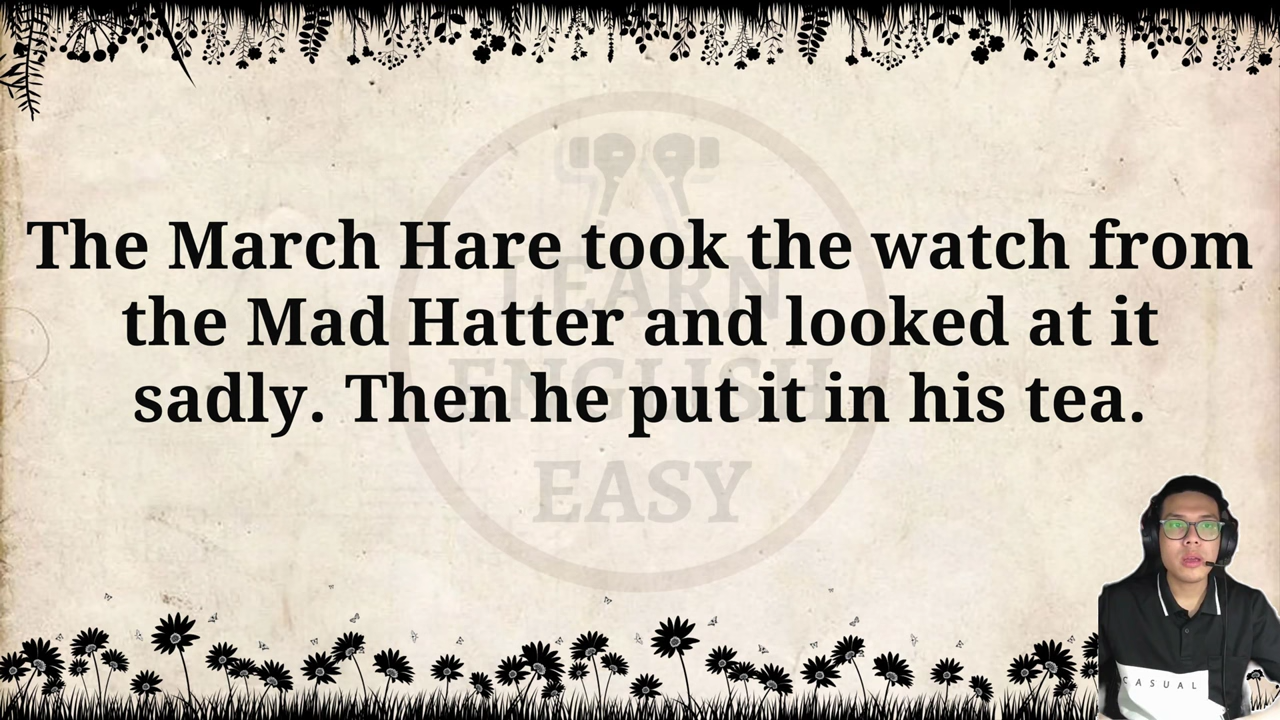 The March Hare took the watch from
the Mad Hatter and looked at it
sadly. Then he put it in his tea.
LEARN
ENGLISH
EASY
CASUAL